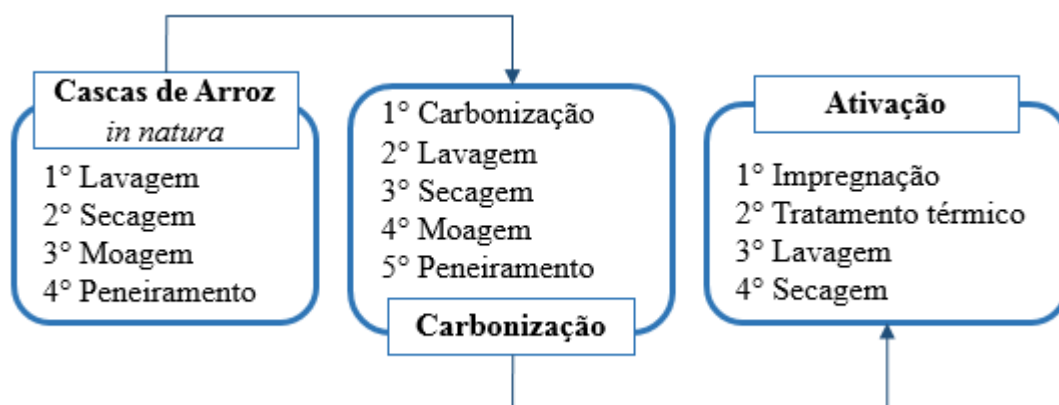 Cascas de Arroz
in natura
1° Lavagem
2° Secagem
3° Moagem
4° Peneiramento
1° Carbonização
2° Lavagem
3° Secagem
4° Moagem
5° Peneiramento
Carbonização
Ativação
1° Impregnação
2° Tratamento térmico
3° Lavagem
4° Secagem